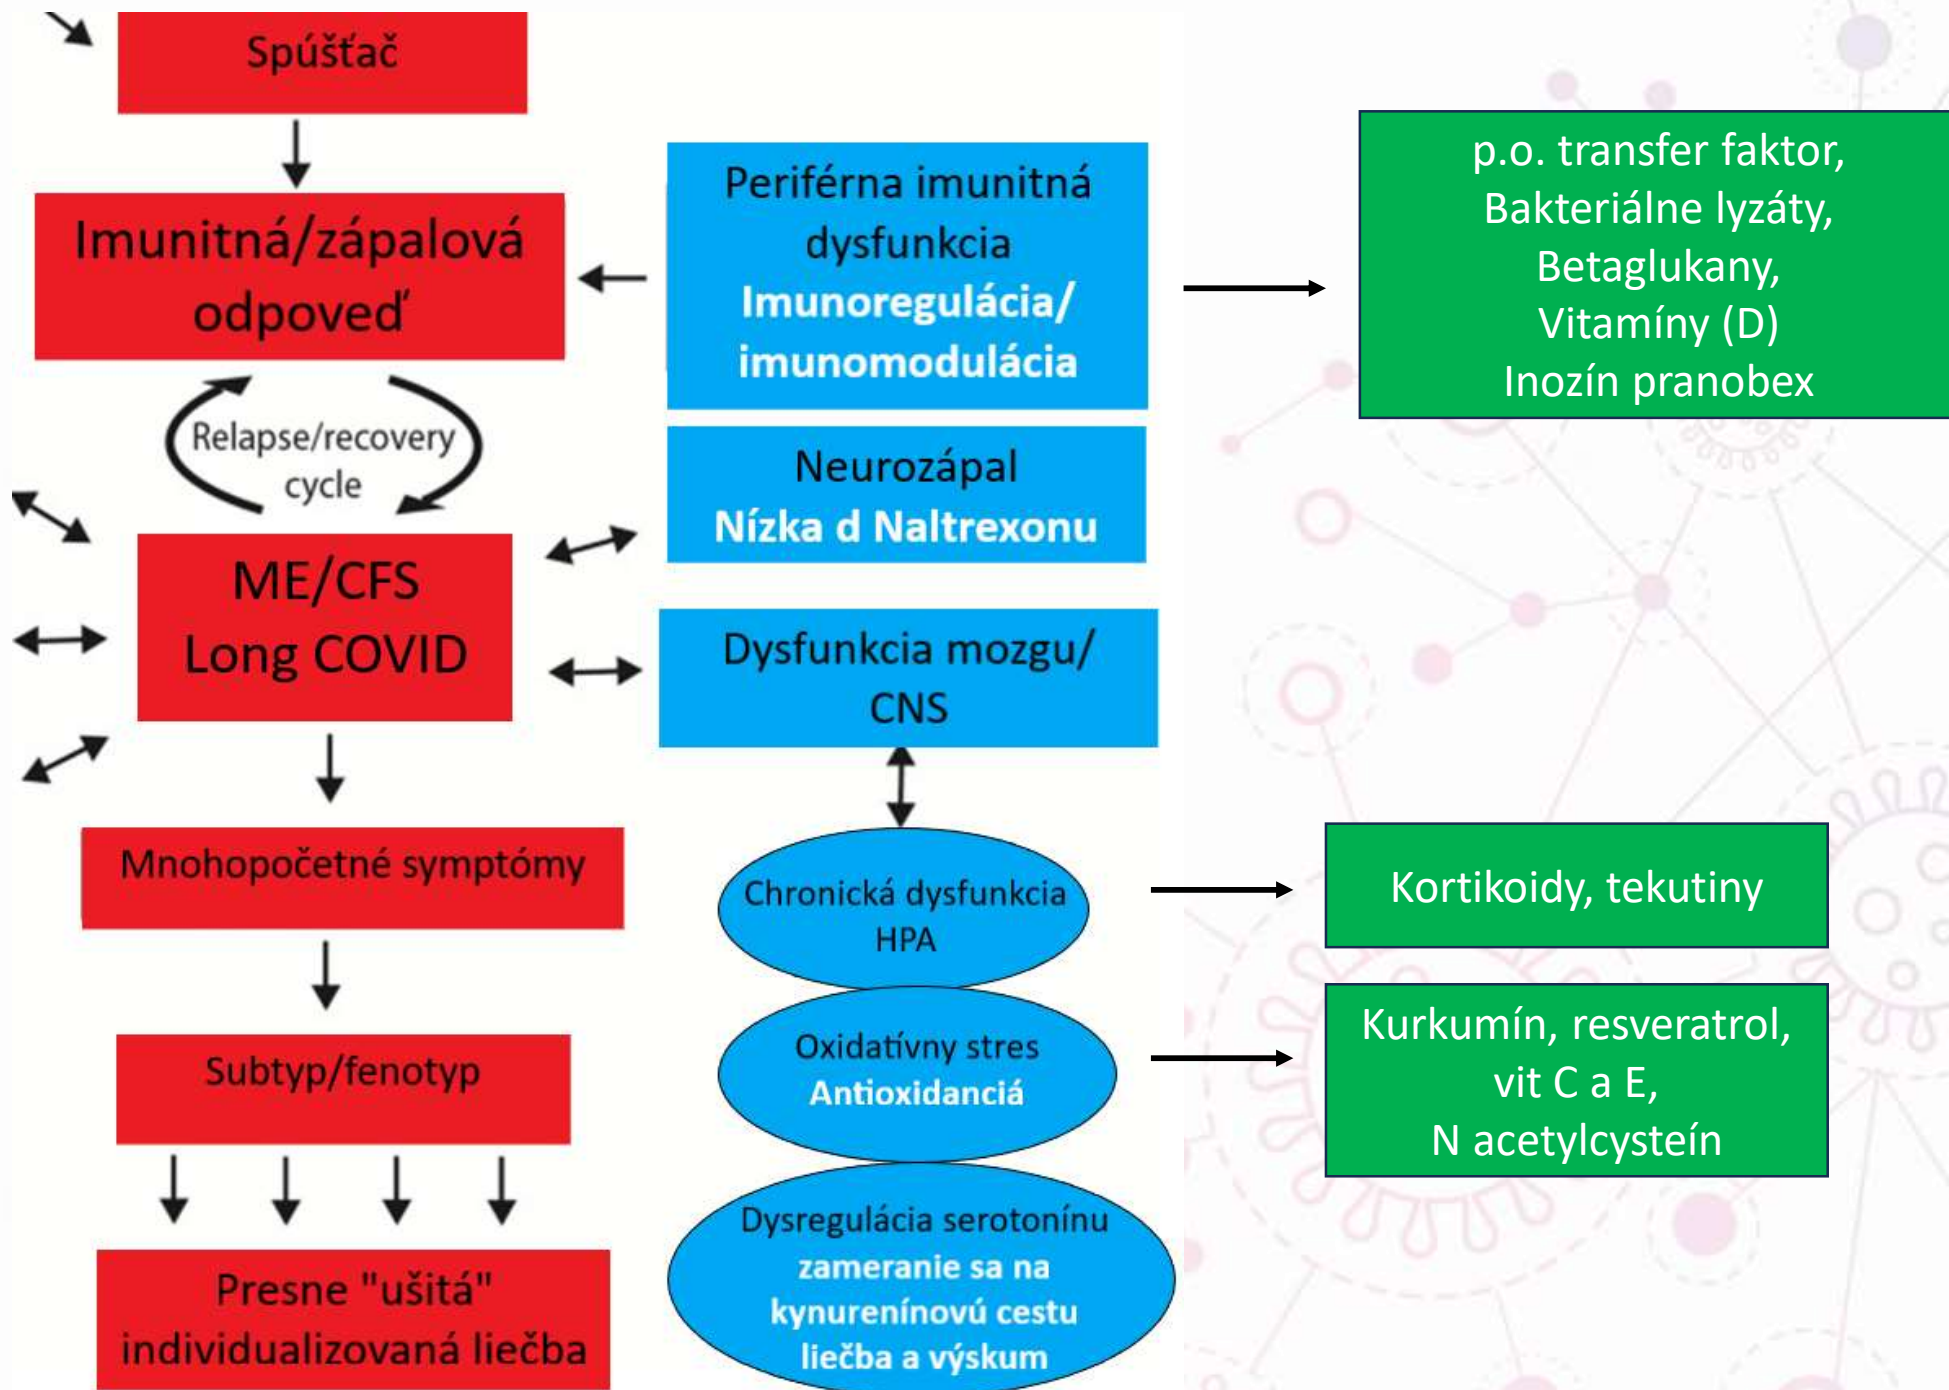 Spúšťač
Imunitná/zápalová
odpoveď
Relapse/recovery
cycle
ME/CFS
Long COVID
Mnohopočetné symptómy
Subtyp/fenotyp
Presne "ušitá"
individualizovaná liečba
Periférna imunitná
dysfunkcia
Imunoregulácia/
imunomodulácia
Neurozápal
Nízka d Naltrexonu
Dysfunkcia mozgu/
CNS
Chronická dysfunkcia
HPA
Oxidatívny stres
Antioxidanciá
Dysregulácia serotonínu
zameranie sa na
kynurenínovú cestu
liečba a výskum
p.o. transfer faktor,
Bakteriálne lyzáty,
Betaglukany,
Vitamíny (D)
Inozín pranobex
Kortikoidy, tekutiny
Kurkumín, resveratrol,
vit C a E,
N acetylcysteín